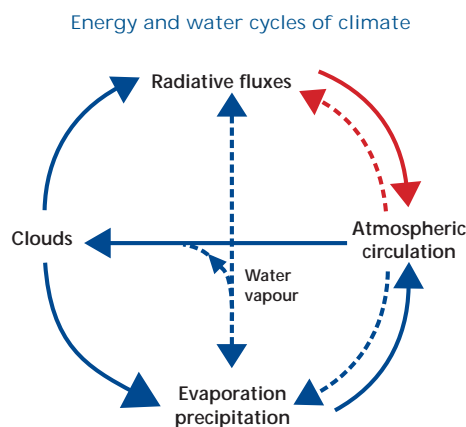 Energy and water cycles of climate
Radiative fluxes
Clouds
Atmospheric
circulation
Water
vapour
Evaporation
precipitation